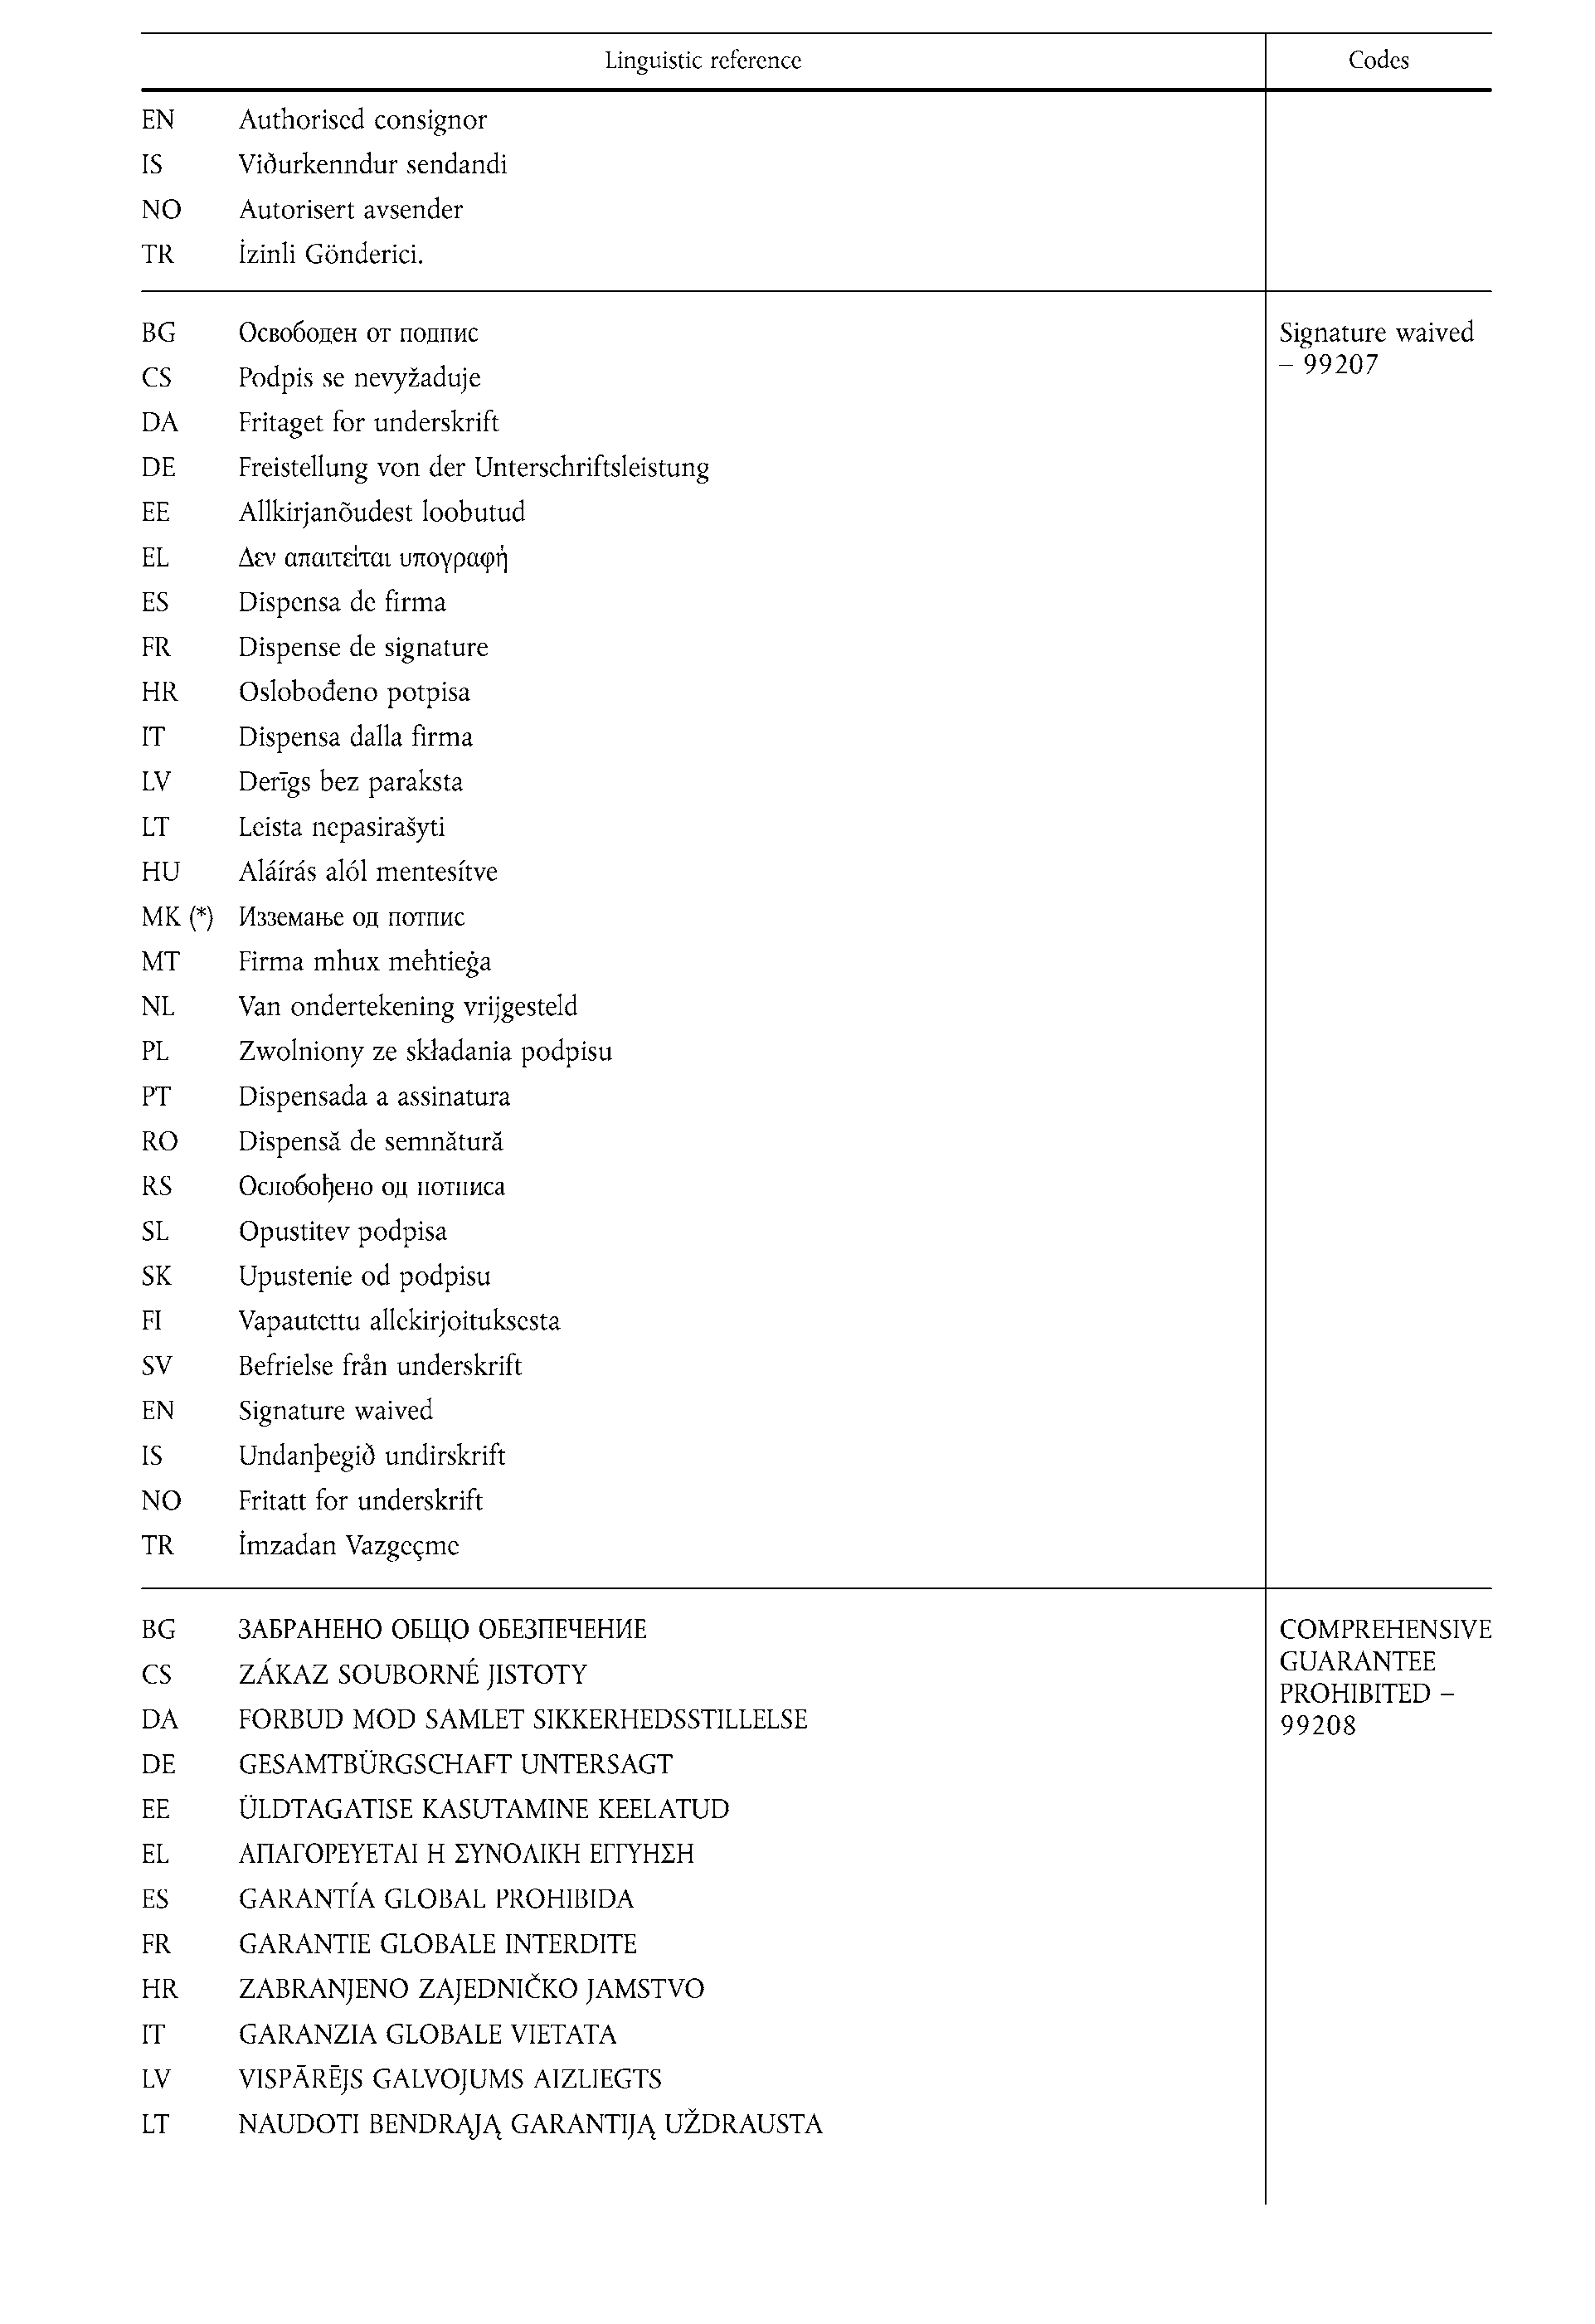 Linguistic reference Codes
EN Authorised consignor
IS Viðurkenndur sendandi
NO Autorisert avsender
TR İzinli Gönderici.
BG Освободен от подпис Signature waived
– 99207
CS Podpis se nevyžaduje
DA Fritaget for underskrift
DE Freistellung von der Unterschriftsleistung
EE Allkirjanõudest loobutud
EL Δεν απαιτείται υπογραφή
ES Dispensa de firma
FR Dispense de signature
HR Oslobođeno potpisa
IT Dispensa dalla firma
LV Derīgs bez paraksta
LT Leista nepasirašyti
HU Aláírás alól mentesítve
MK (*) Изземање од потпис
MT Firma mhux meħtieġa
NL Van ondertekening vrijgesteld
PL Zwolniony ze składania podpisu
PT Dispensada a assinatura
RO Dispensă de semnătură
RS Ослобођено од потписа
SL Opustitev podpisa
SK Upustenie od podpisu
FI Vapautettu allekirjoituksesta
SV Befrielse från underskrift
EN Signature waived
IS Undanþegið undirskrift
NO Fritatt for underskrift
TR İmzadan Vazgeçme
BG ЗАБРАНЕНО ОБЩО ОБЕЗПЕЧЕНИЕ COMPREHENSIVE
GUARANTEE
PROHIBITED –
99208
CS ZÁKAZ SOUBORNÉ JISTOTY
DA FORBUD MOD SAMLET SIKKERHEDSSTILLELSE
DE GESAMTBÜRGSCHAFT UNTERSAGT
EE ÜLDTAGATISE KASUTAMINE KEELATUD
EL ΑΠΑΓΟΡΕΥΕΤΑΙ Η ΣΥΝΟΛΙΚΗ ΕΓΓΥΗΣΗ
ES GARANTÍA GLOBAL PROHIBIDA
FR GARANTIE GLOBALE INTERDITE
HR ZABRANJENO ZAJEDNIČKO JAMSTVO
IT GARANZIA GLOBALE VIETATA
LV VISPĀRĒJS GALVOJUMS AIZLIEGTS
LT NAUDOTI BENDRĄJĄ GARANTIJĄ UŽDRAUSTA